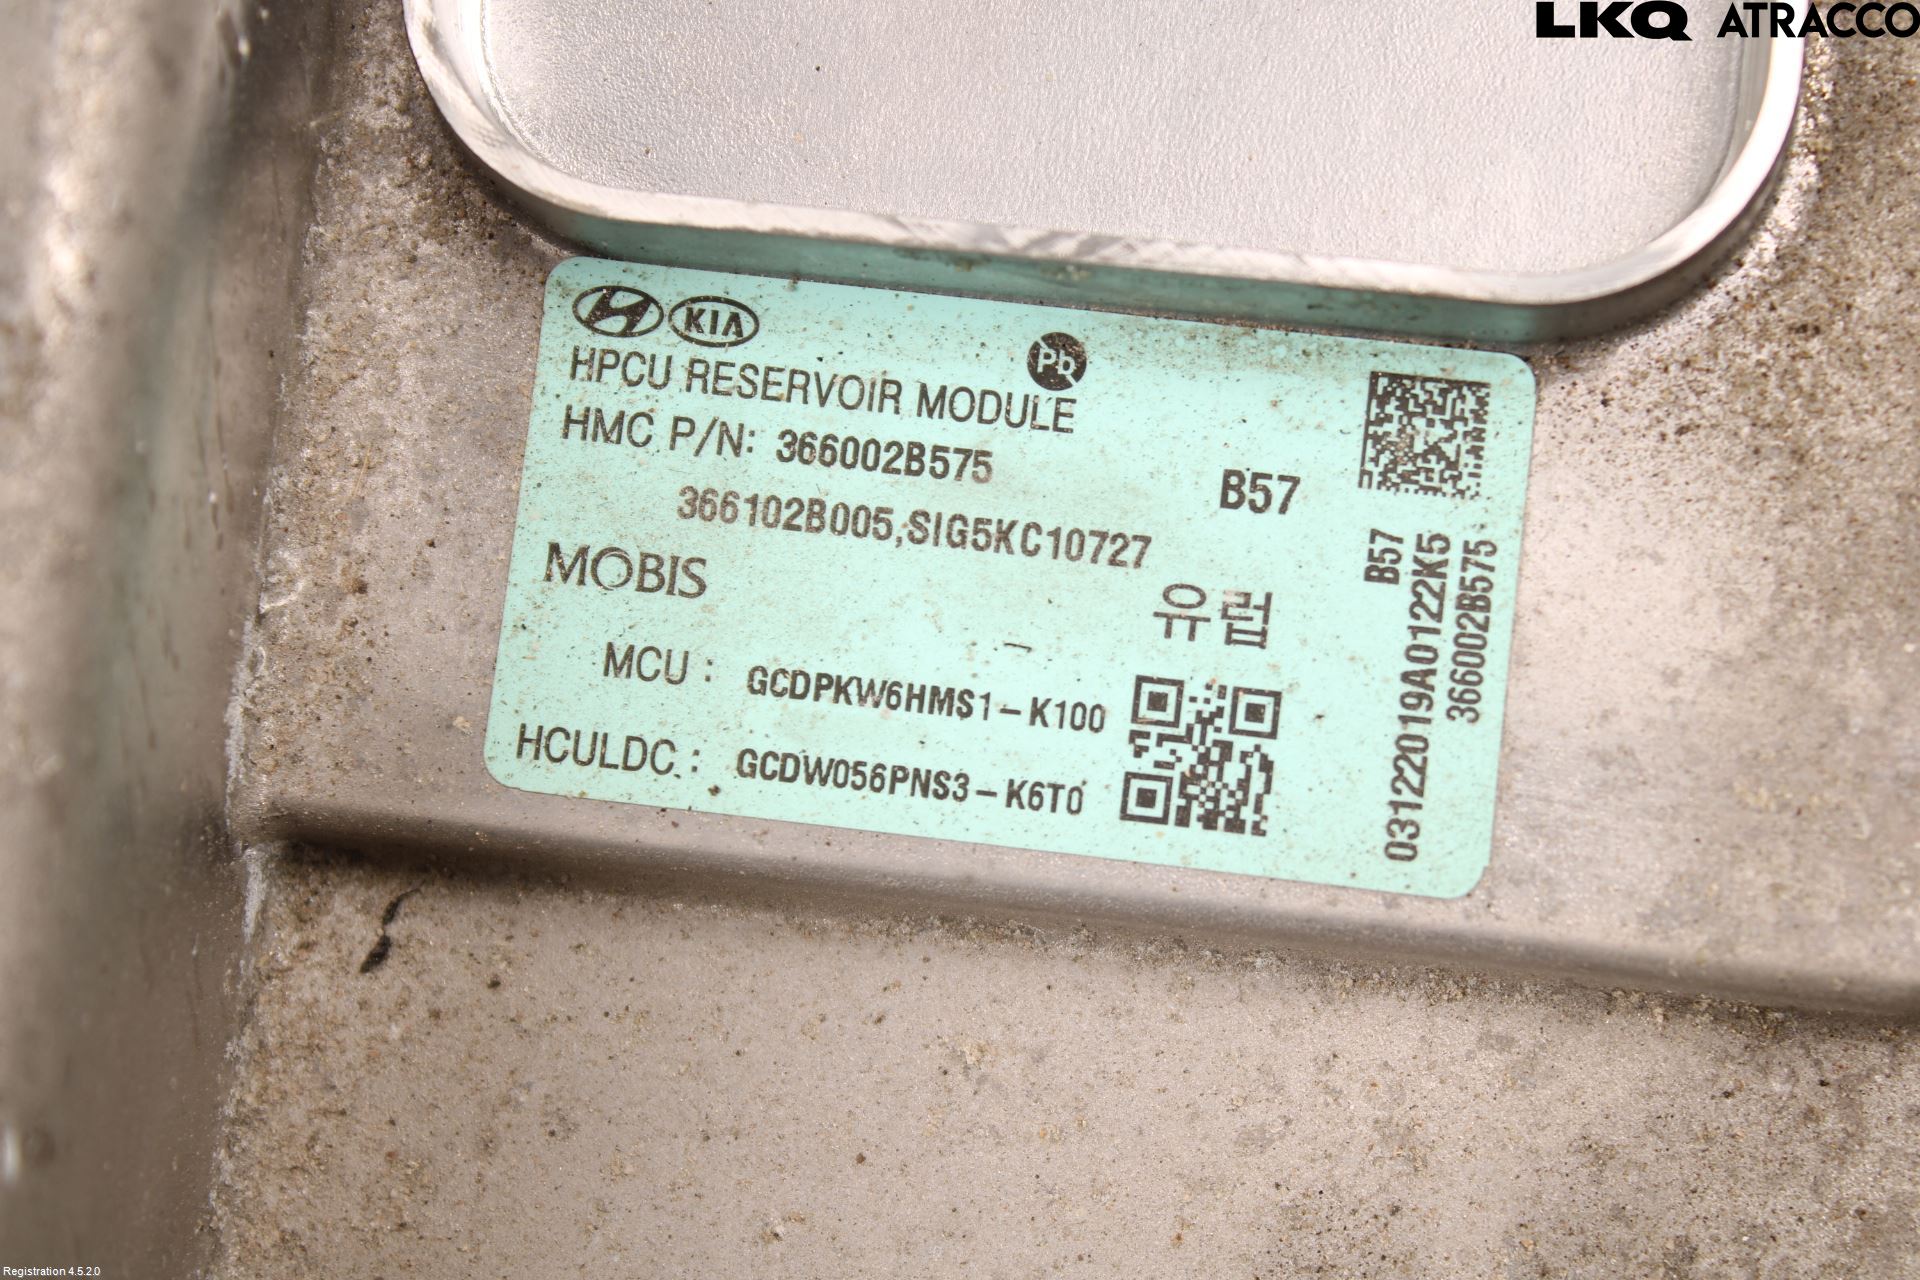 LKQ ATRACCO
KIA
Pb
HPCU RESERVOIR MODULE
HMC P/N: 366002B575
B57
366102B005,SIG5KC10727
MOBIS
유럽
MCU : GCDPKW6HMS1-K100
HCULDC : GCDW056PNS3-K6T0
B57
03122019A0122K5
366002B575
Registration 4.5.2.0